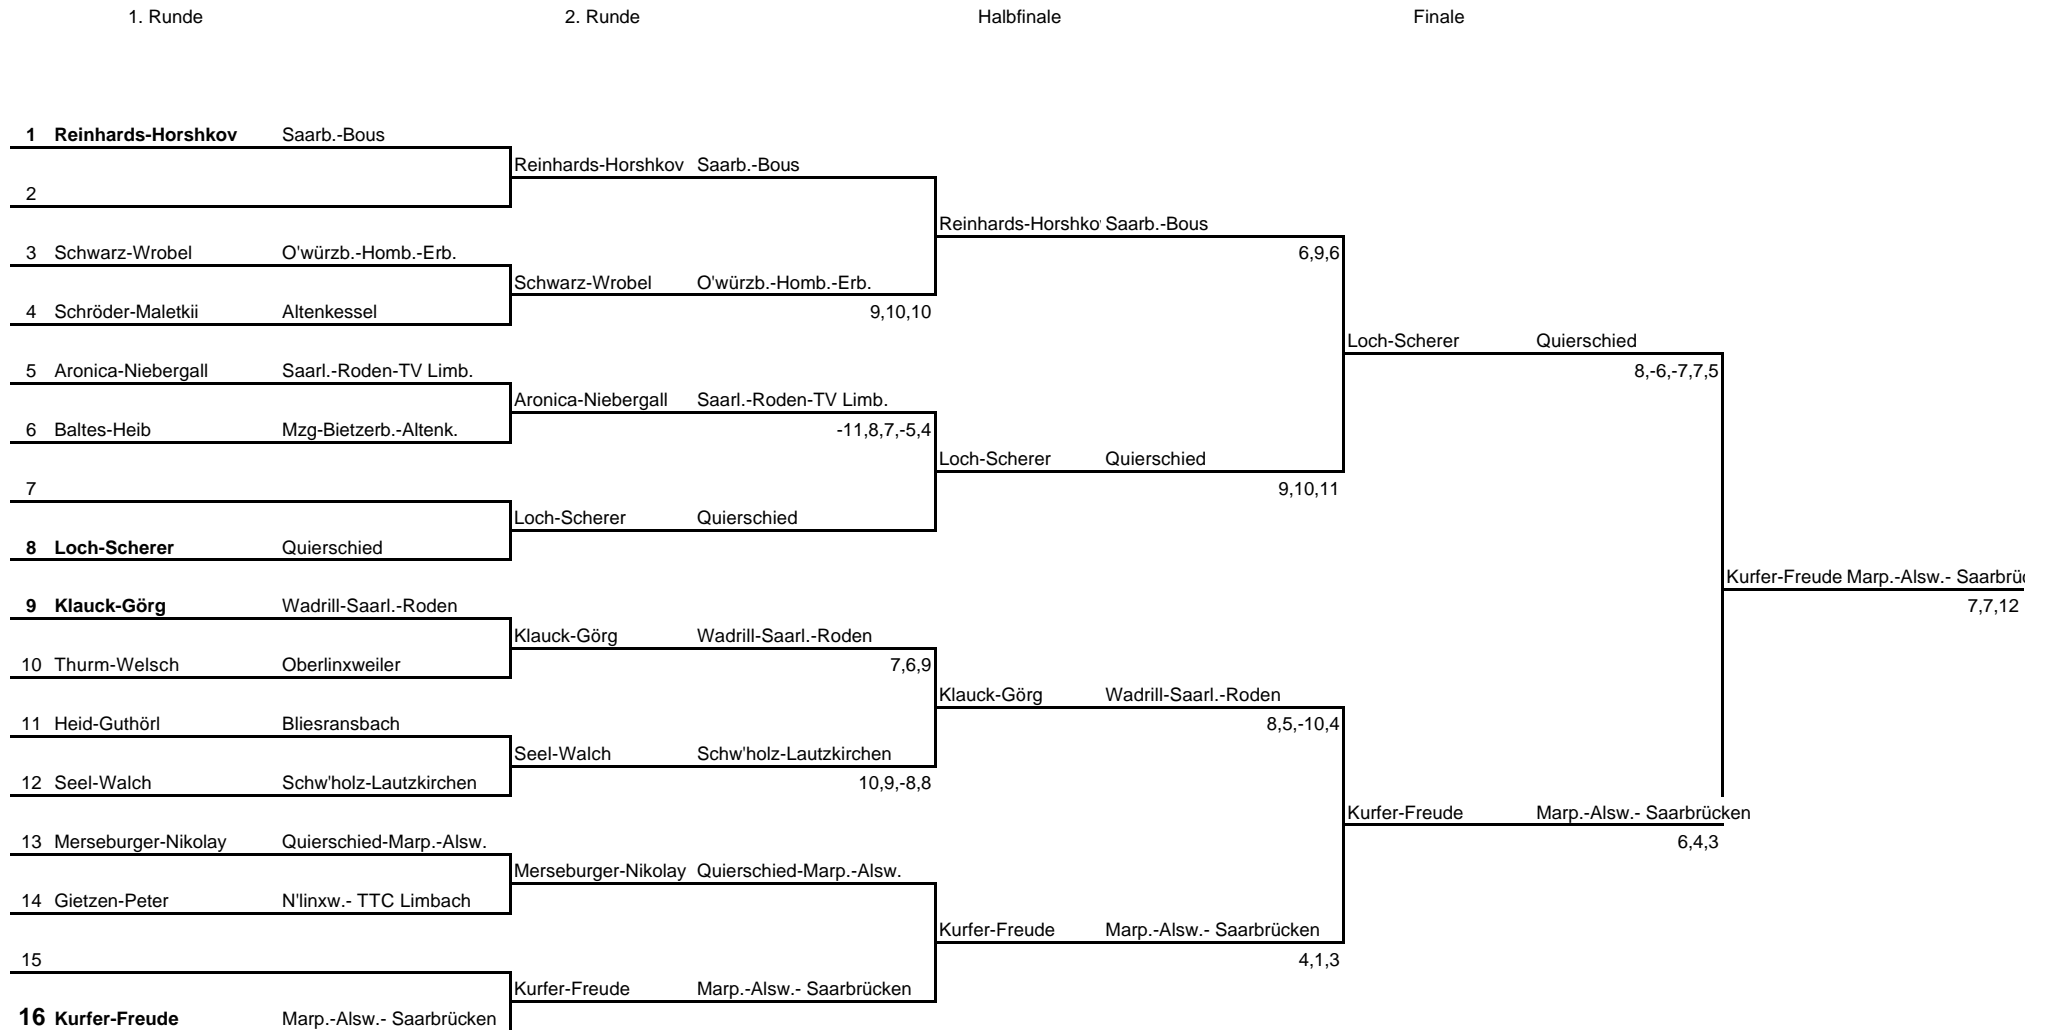 1. Runde 2. Runde Halbfinale Finale
1 Reinhards-Horshkov Saarb.-Bous
Reinhards-Horshkov Saarb.-Bous
2
Reinhards-Horshko Saarb.-Bous
3 Schwarz-Wrobel O'würzb.-Homb.-Erb. 6,9,6
Schwarz-Wrobel O'würzb.-Homb.-Erb.
4 Schröder-Maletkii Altenkessel 9,10,10
Loch-Scherer Quierschied
5 Aronica-Niebergall Saarl.-Roden-TV Limb. 8,-6,-7,7,5
Aronica-Niebergall Saarl.-Roden-TV Limb.
6 Baltes-Heib Mzg-Bietzerb.-Altenk. -11,8,7,-5,4
Loch-Scherer Quierschied
7 9,10,11
Loch-Scherer Quierschied
8 Loch-Scherer Quierschied
Kurfer-Freude Marp.-Alsw.- Saarbrü
9 Klauck-Görg Wadrill-Saarl.-Roden 7,7,12
Klauck-Görg Wadrill-Saarl.-Roden
10 Thurm-Welsch Oberlinxweiler 7,6,9
Klauck-Görg Wadrill-Saarl.-Roden
11 Heid-Guthörl Bliesransbach 8,5,-10,4
Seel-Walch Schw'holz-Lautzkirchen
12 Seel-Walch Schw'holz-Lautzkirchen 10,9,-8,8
Kurfer-Freude Marp.-Alsw.- Saarbrücken
13 Merseburger-Nikolay Quierschied-Marp.-Alsw. 6,4,3
Merseburger-Nikolay Quierschied-Marp.-Alsw.
14 Gietzen-Peter N'linxw.- TTC Limbach
Kurfer-Freude Marp.-Alsw.- Saarbrücken
15 4,1,3
Kurfer-Freude Marp.-Alsw.- Saarbrücken
16 Kurfer-Freude Marp.-Alsw.- Saarbrücken